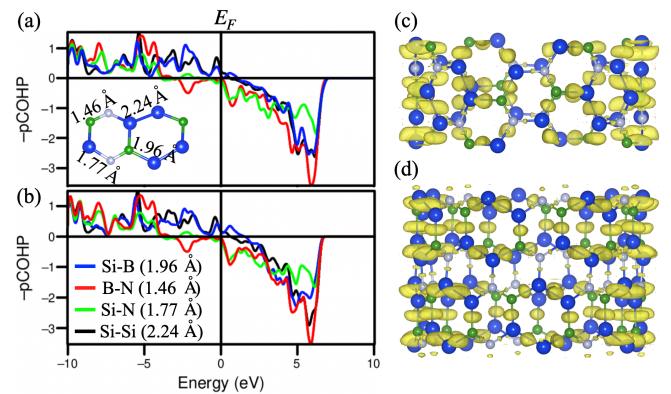 (a)
E_F
–pCOHP
1
0
−1
−2
−3
1.46 Å
2.24 Å
1.96 Å
1.77 Å
(b)
–pCOHP
1
0
−1
−2
−3
Si-B (1.96 Å)
B-N (1.46 Å)
Si-N (1.77 Å)
Si-Si (2.24 Å)
−10
−5
0
5
10
Energy (eV)
(c)
(d)